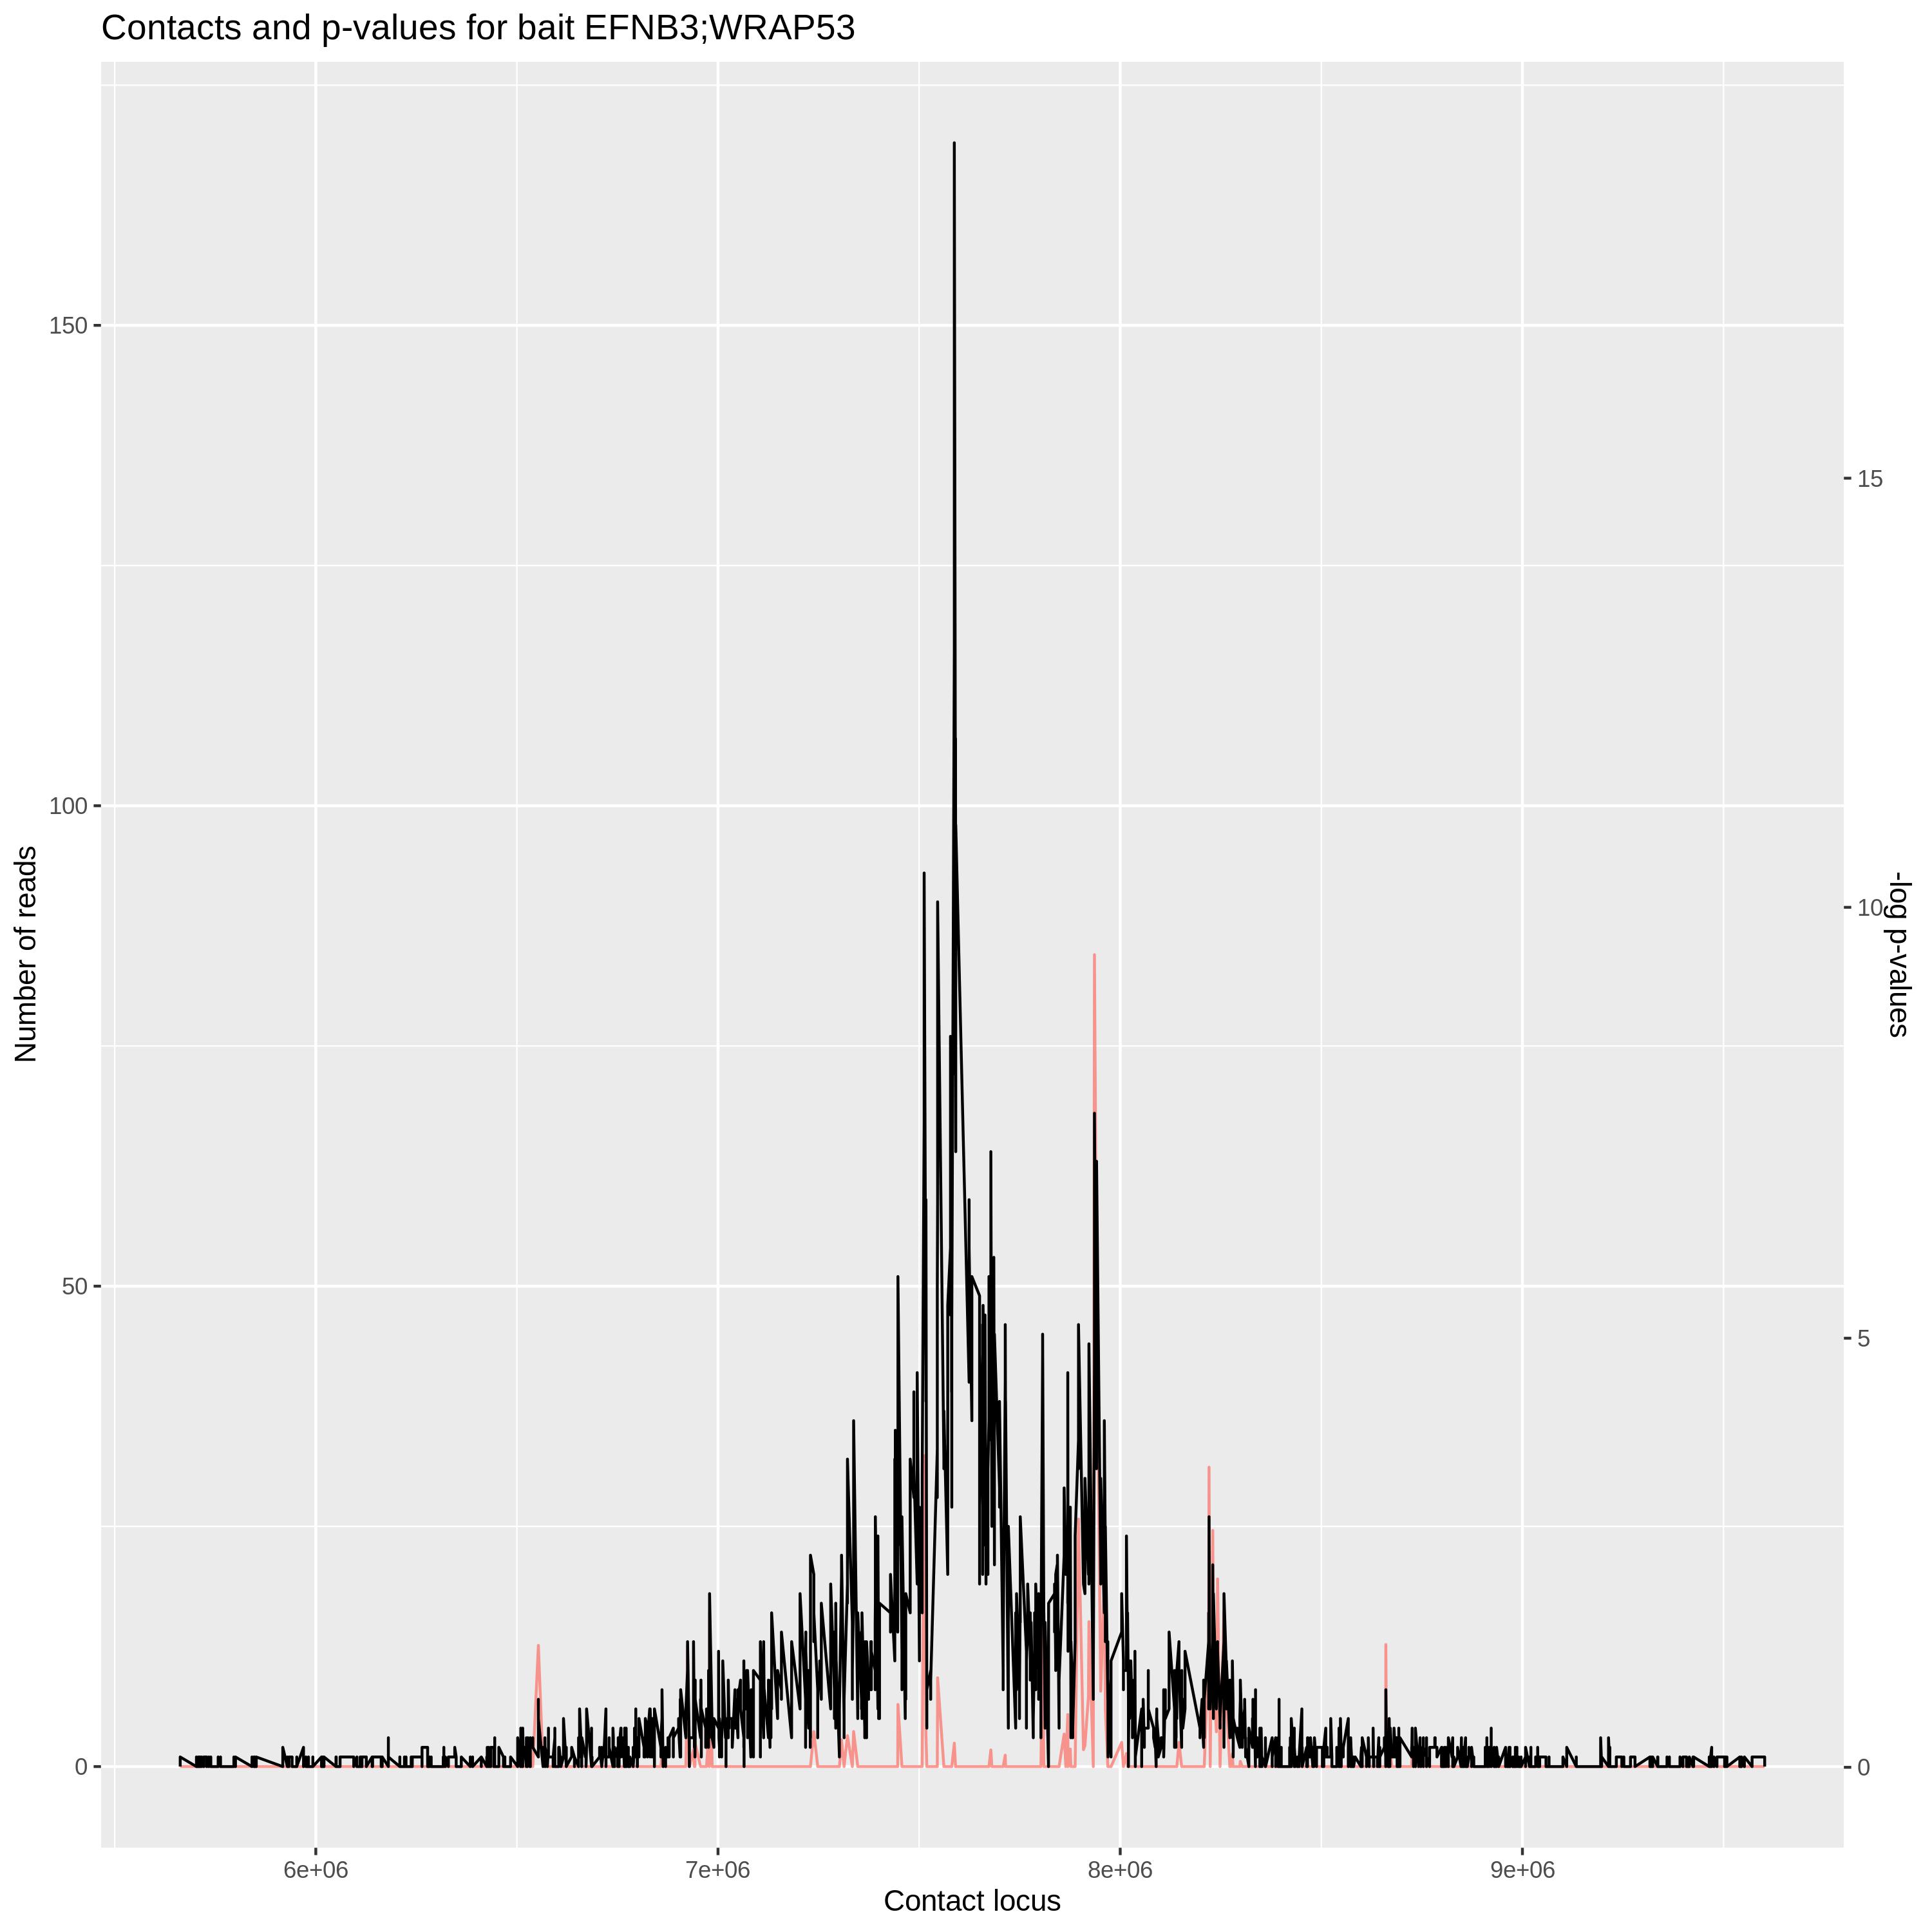 Contacts and p-values for bait EFNB3;WRAP53
150
100
50
0
Number of reads
15
10
5
0
-log p-values
6e+06
7e+06
8e+06
9e+06
Contact locus